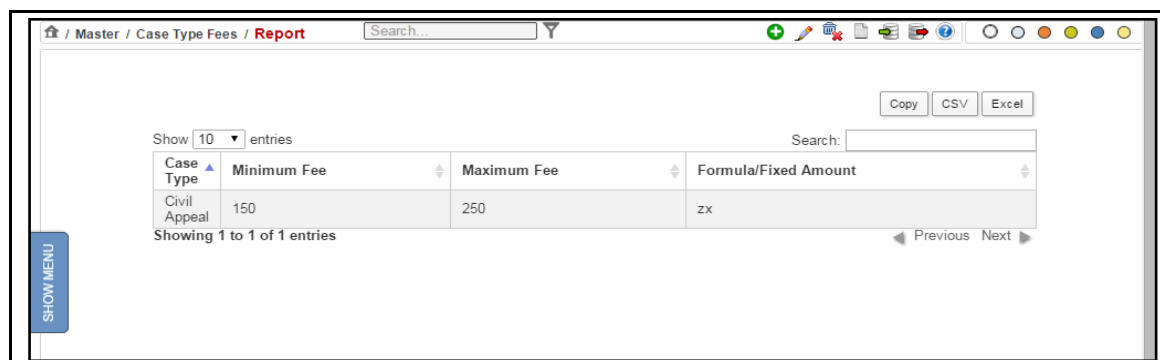 / Master / Case Type Fees / Report Search...
Copy CSV Excel
Show 10 entries Search:
Case Type Minimum Fee Maximum Fee Formula/Fixed Amount
Civil Appeal 150 250 zx
Showing 1 to 1 of 1 entries Previous Next
SHOW MENU